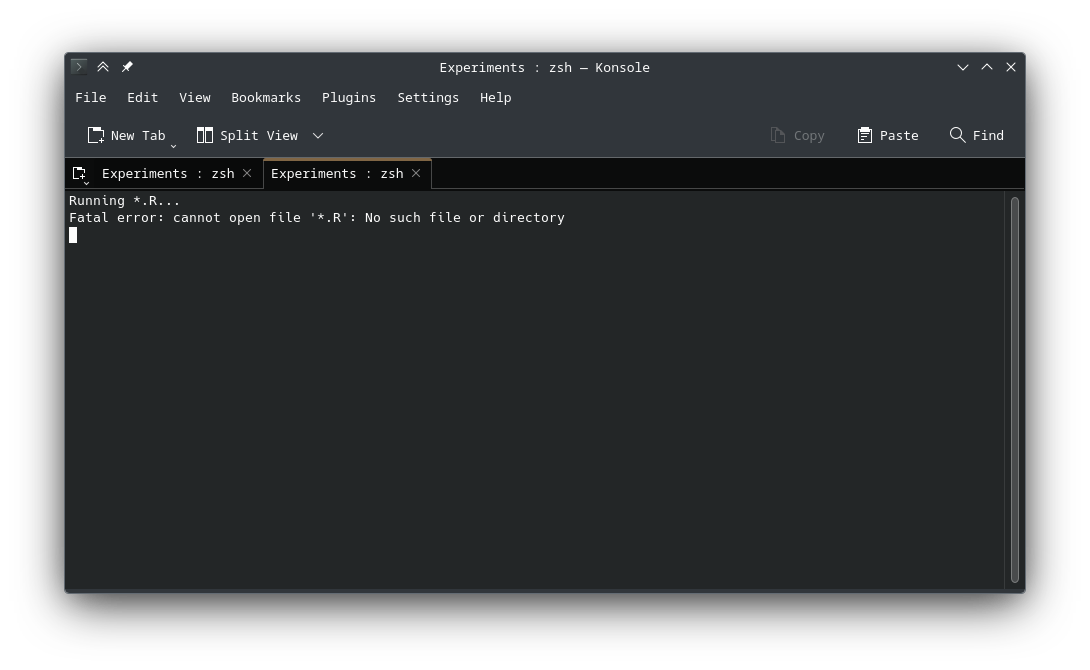 Experiments : zsh — Konsole
File Edit View Bookmarks Plugins Settings Help
New Tab Split View Copy Paste Find
Experiments : zsh Experiments : zsh
Running *.R...
Fatal error: cannot open file '*.R': No such file or directory